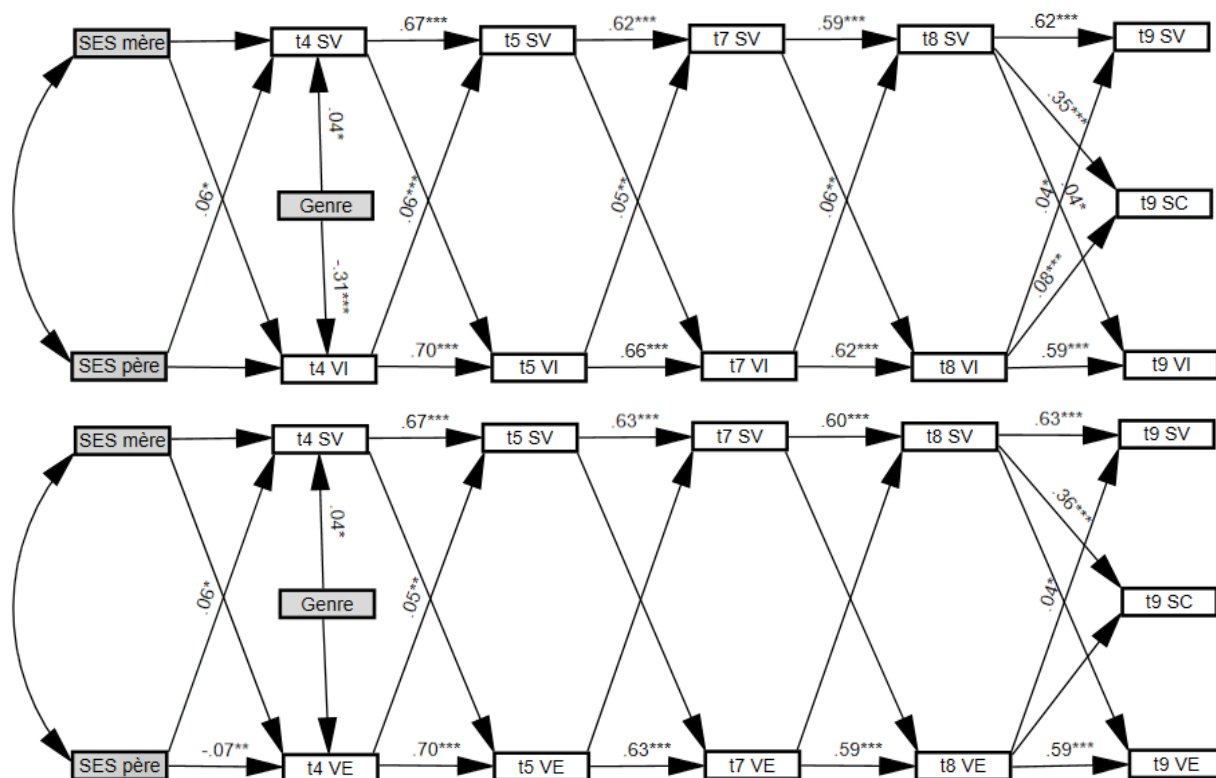 .67***
.62***
.59***
.62***
SES mère
t4 SV
t5 SV
t7 SV
t8 SV
t9 SV
.04*
.35***
.06*
Genre
.06***
.05**
.06**
.04*
.04*
t9 SC
-.31***
.08***
.70***
.66***
.62***
.59***
SES père
t4 VI
t5 VI
t7 VI
t8 VI
t9 VI
.67***
.63***
.60***
.63***
SES mère
t4 SV
t5 SV
t7 SV
t8 SV
t9 SV
.04*
.36***
.06*
Genre
.05**
.04*
t9 SC
-.07**
.70***
.63***
.59***
.59***
SES père
t4 VE
t5 VE
t7 VE
t8 VE
t9 VE